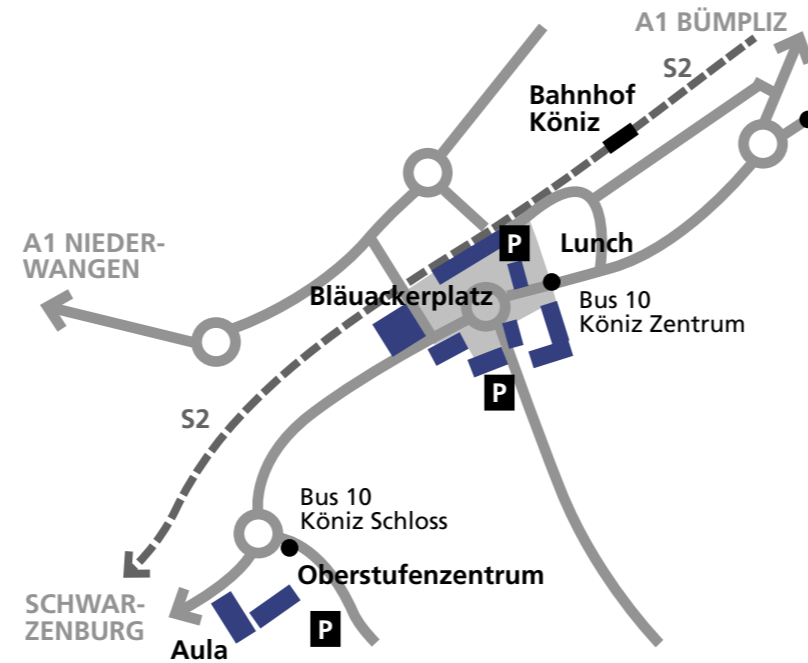 A1 BÜMPLIZ
S2
Bahnhof
Köniz
A1 NIEDER-
WANGEN
P
Lunch
Bläuackerplatz
Bus 10
Köniz Zentrum
P
S2
Bus 10
Köniz Schloss
Oberstufenzentrum
SCHWAR-
ZENBURG
P
Aula